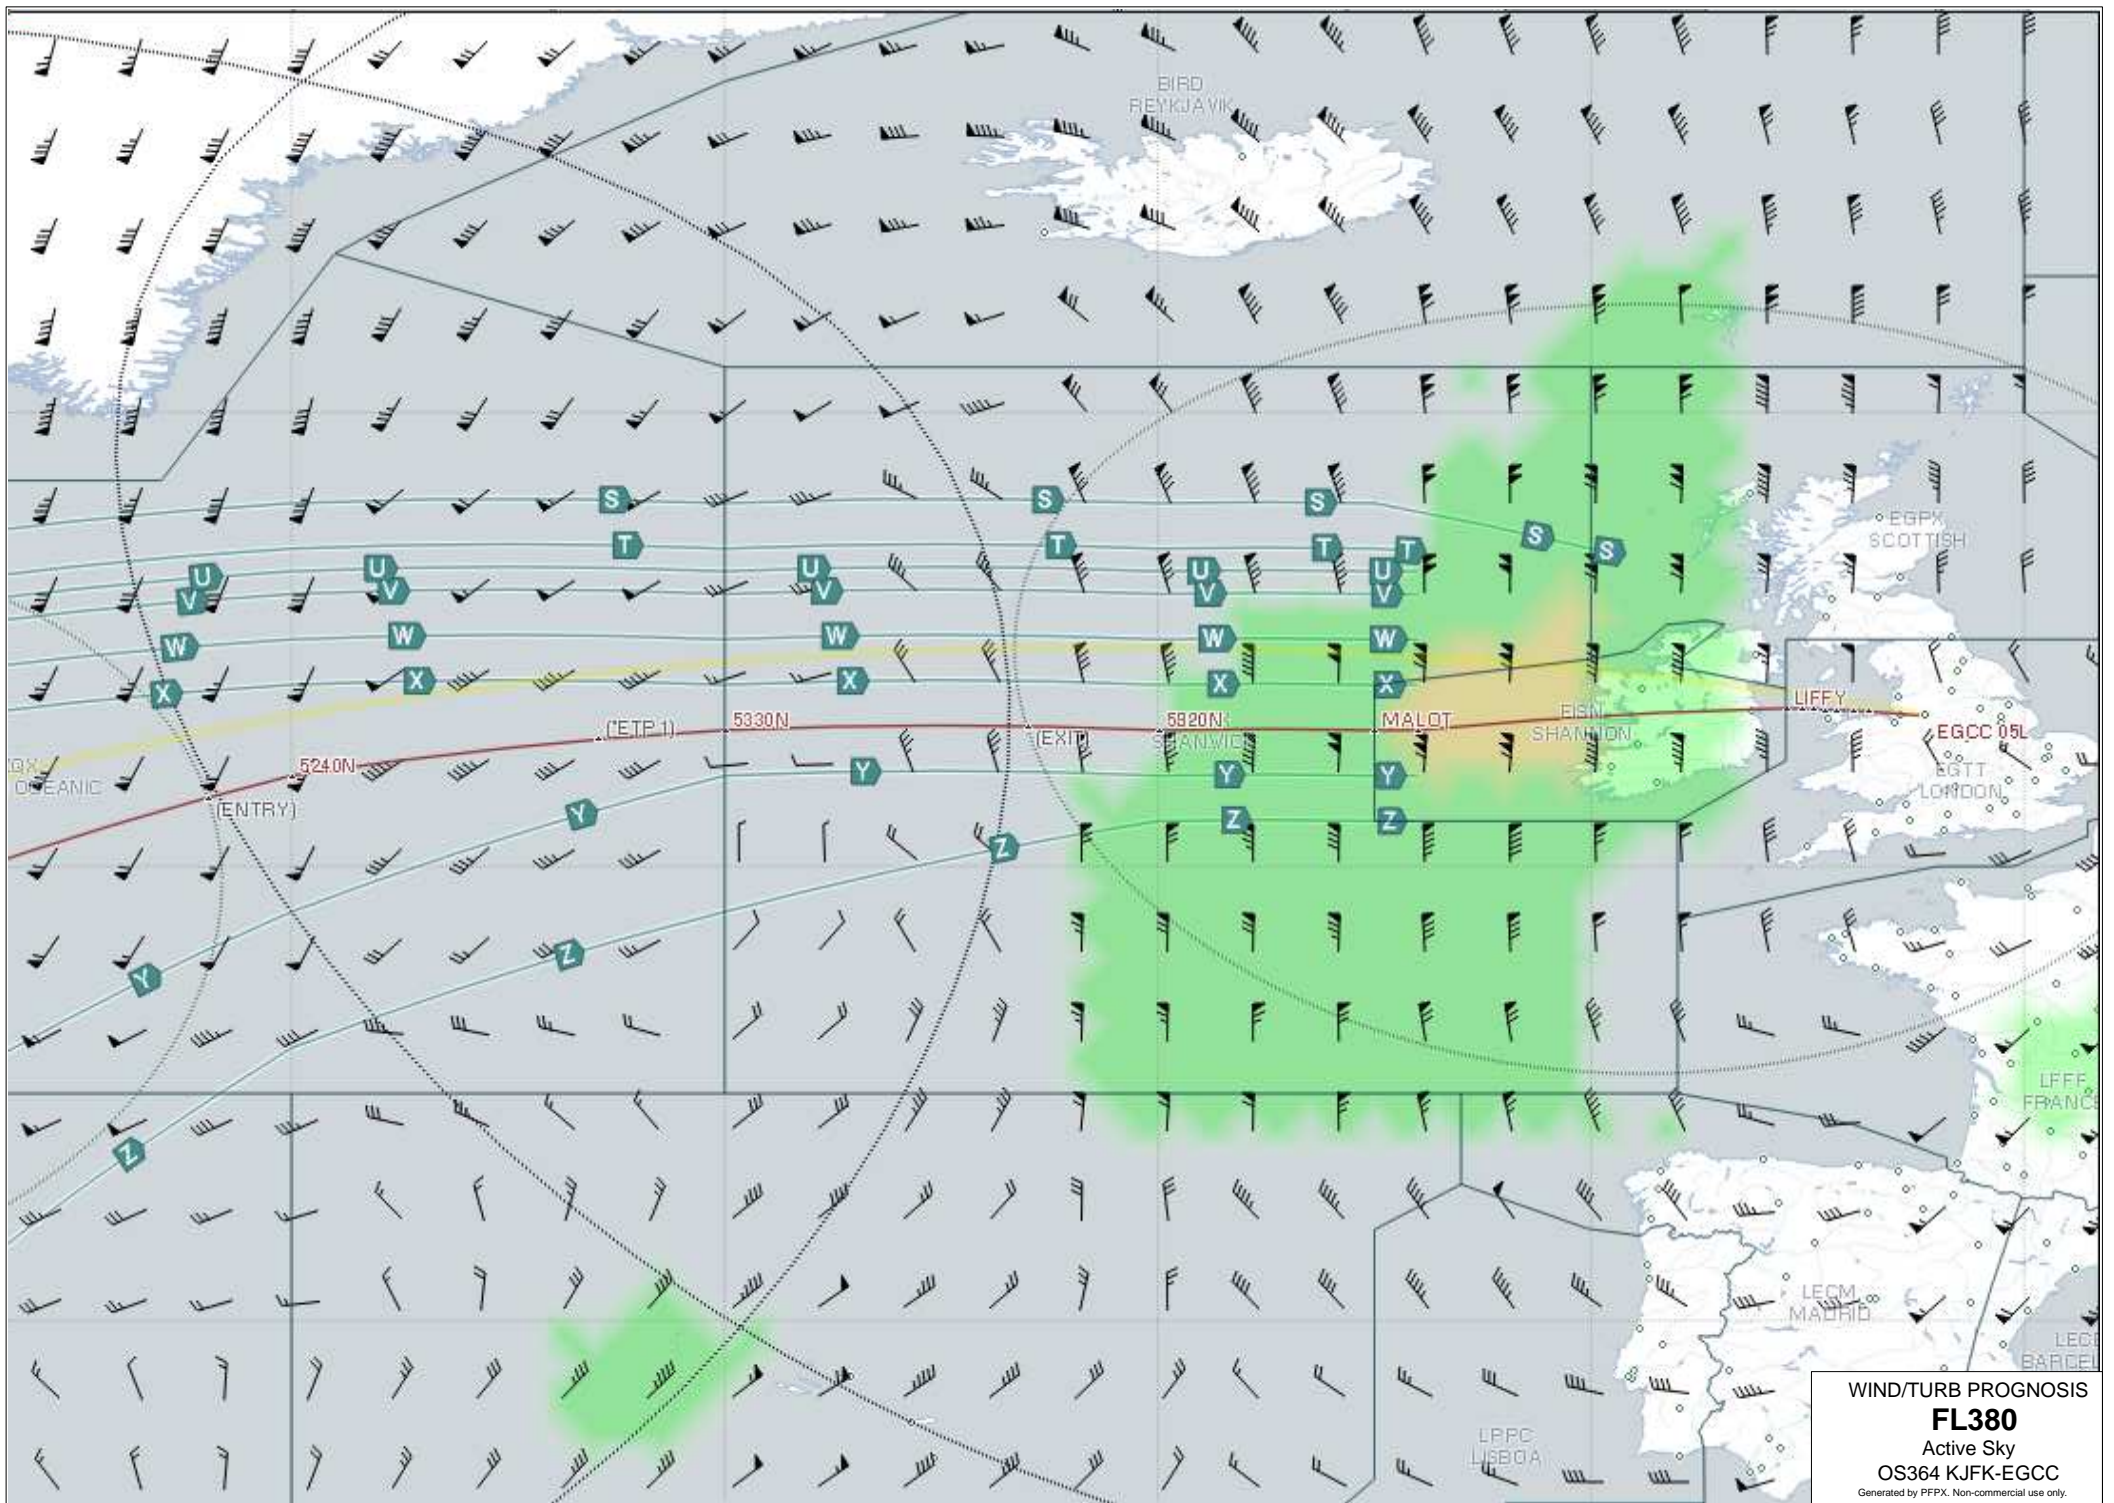 BIRD
REYKJAVIK
S
S
S
S
S
EGPX
SCOTTISH
T
T
T
T
U
U
U
U
U
V
V
V
V
V
W
W
W
W
W
X
X
X
X
X
LIFFY
5240N
(*ETP 1)
5330N
(EXIT)
5320N
SHANWICK
MALOT
EISN
SHANNON
EGCC 05L
OCEANIC
(ENTRY)
EGTT
LONDON
Y
Y
Y
Y
Y
Z
Z
Z
Z
Z
LFFF
FRANCE
LECM
MADRID
BARCEL
LPPC
LISBOA
WIND/TURB PROGNOSIS
FL380
Active Sky
OS364 KJFK-EGCC
Generated by PFPX. Non-commercial use only.